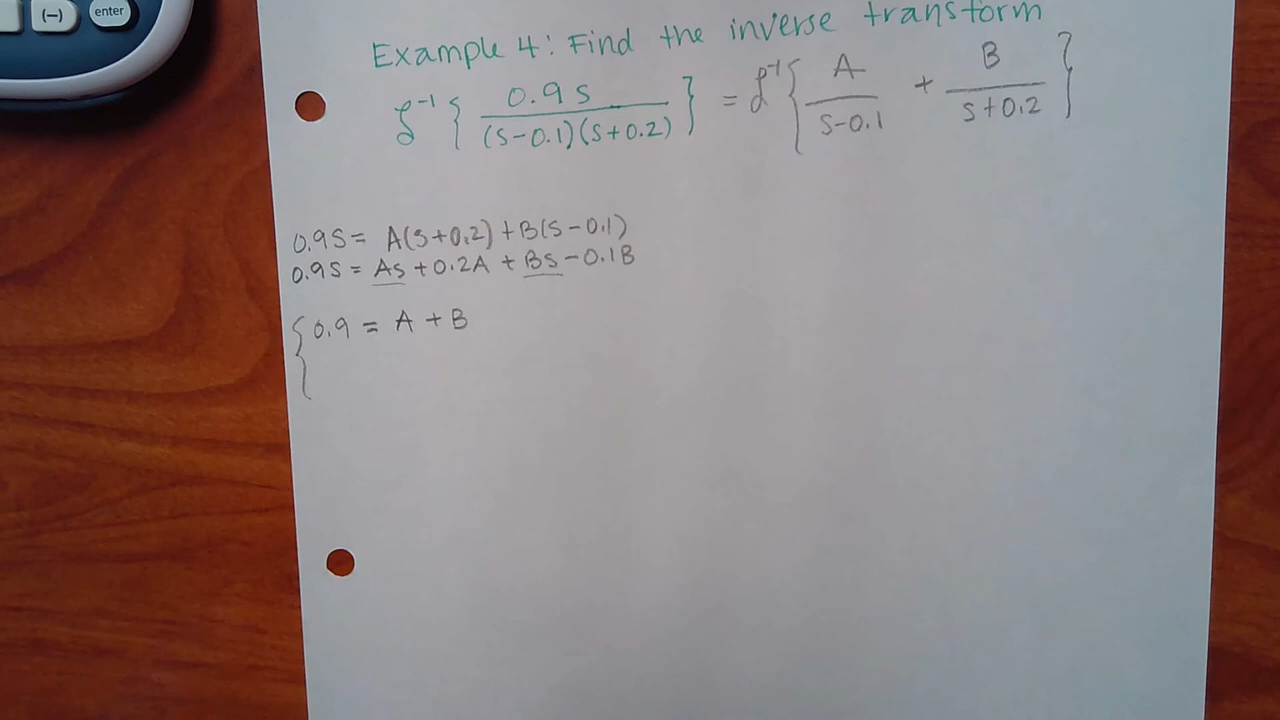 (−) enter
Example 4: Find the inverse transform
ℒ⁻¹ { 0.9s / (s-0.1)(s+0.2) } = ℒ⁻¹ { A / s-0.1 + B / s+0.2 }
0.9s = A(s+0.2) + B(s-0.1)
0.9s = As + 0.2A + Bs - 0.1B
{ 0.9 = A + B